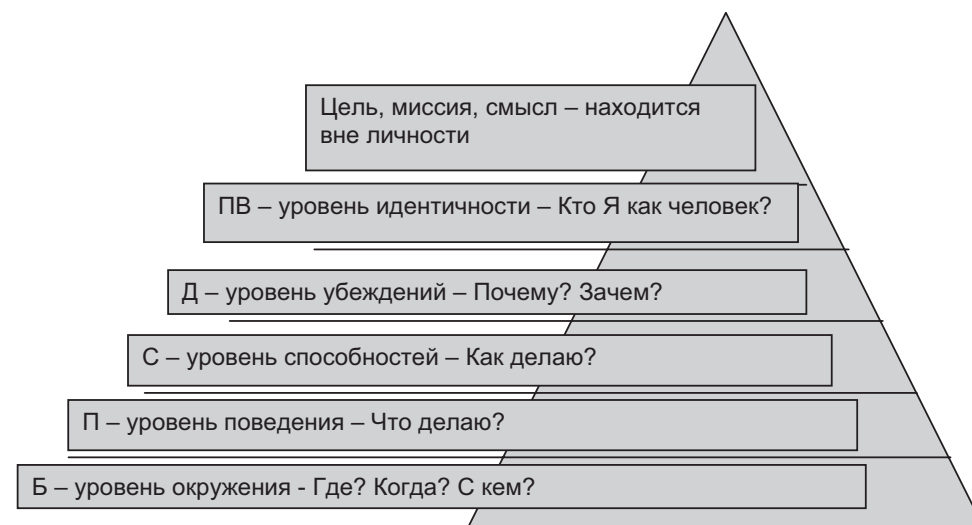 Цель, миссия, смысл – находится
вне личности
ПВ – уровень идентичности – Кто Я как человек?
Д – уровень убеждений – Почему? Зачем?
С – уровень способностей – Как делаю?
П – уровень поведения – Что делаю?
Б – уровень окружения - Где? Когда? С кем?